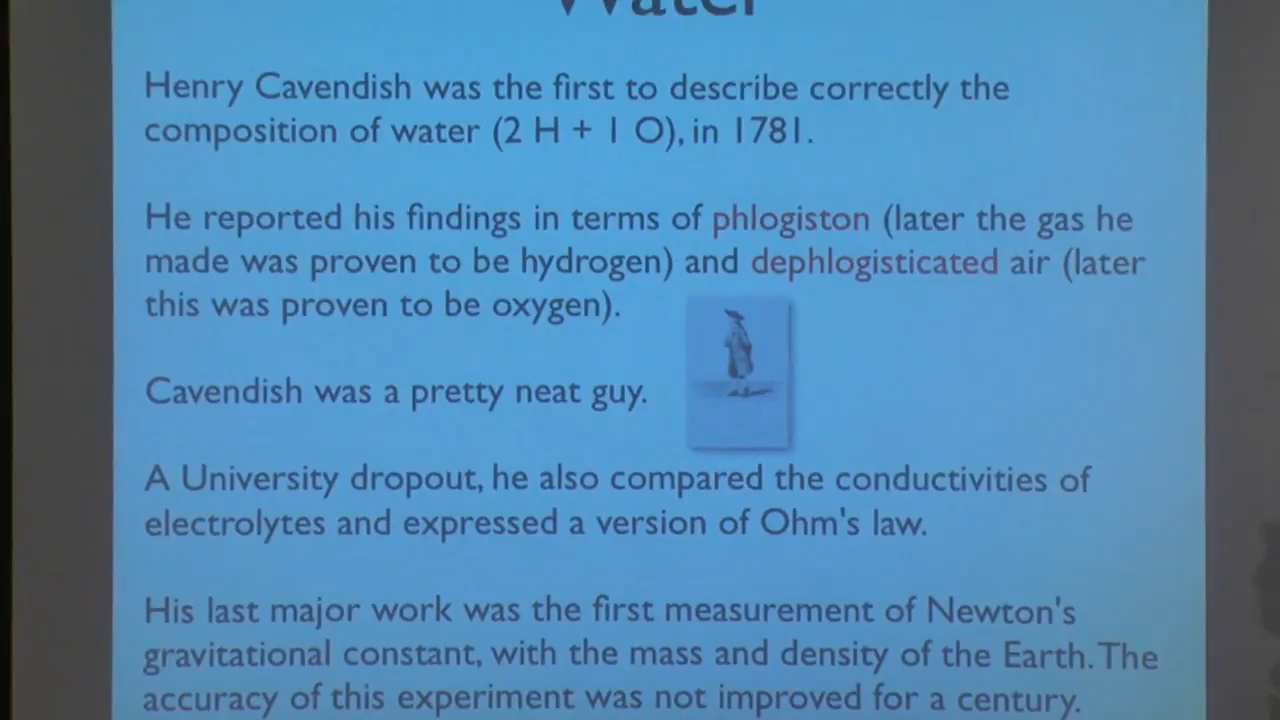 Water
Henry Cavendish was the first to describe correctly the
composition of water (2 H + 1 O), in 1781.
He reported his findings in terms of phlogiston (later the gas he
made was proven to be hydrogen) and dephlogisticated air (later
this was proven to be oxygen).
Cavendish was a pretty neat guy.
A University dropout, he also compared the conductivities of
electrolytes and expressed a version of Ohm's law.
His last major work was the first measurement of Newton's
gravitational constant, with the mass and density of the Earth. The
accuracy of this experiment was not improved for a century.